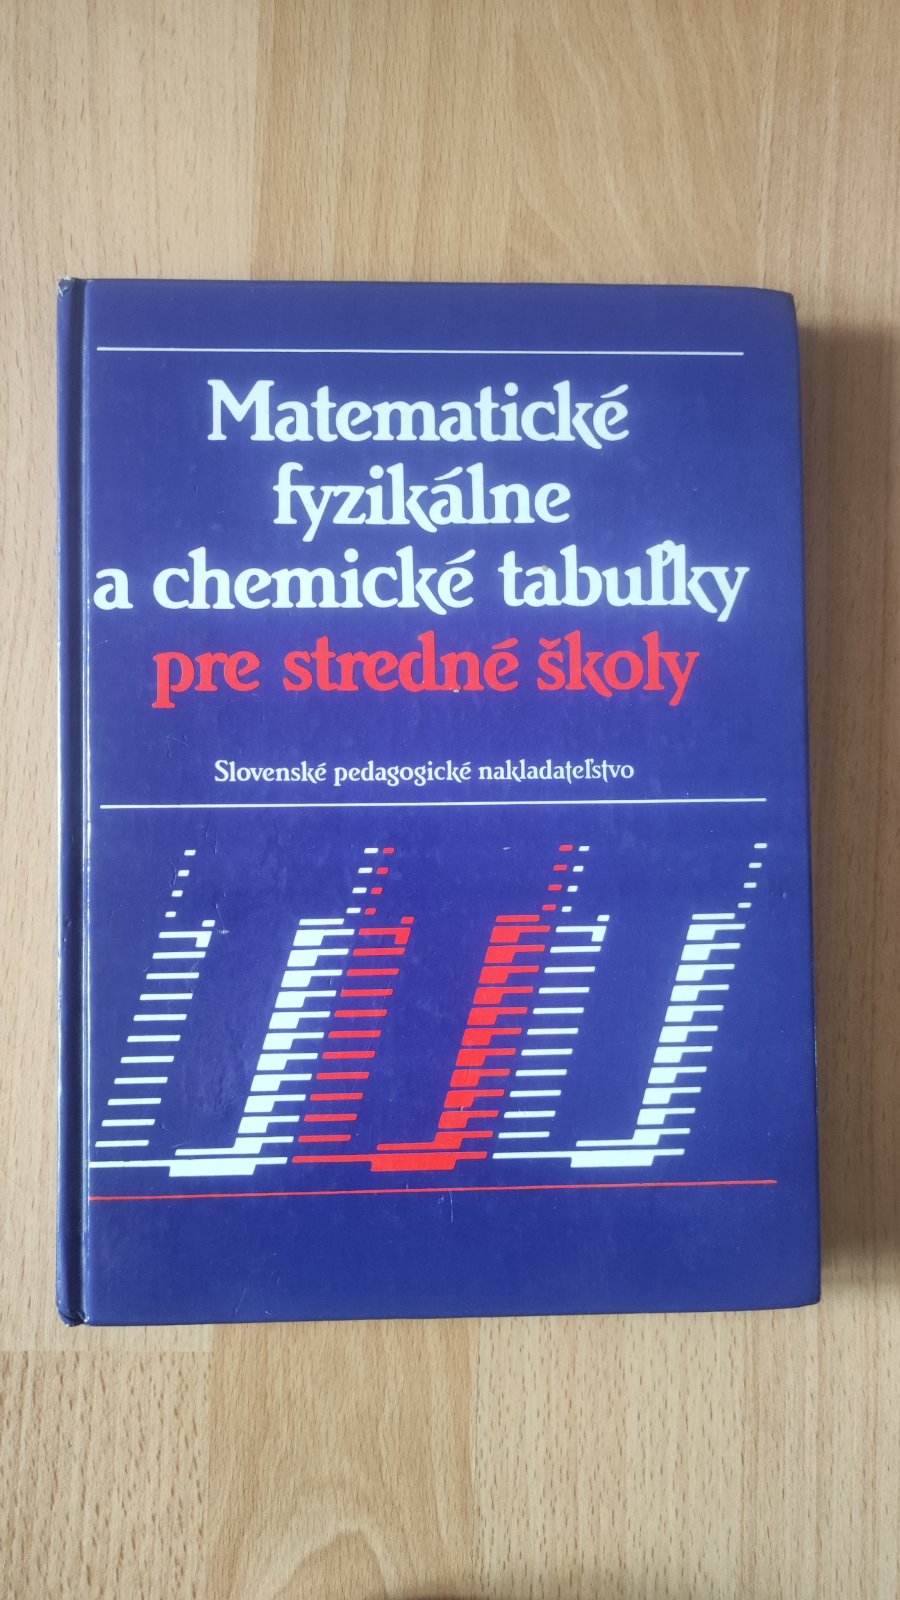 Matematické
fyzikálne
a chemické tabuľky
pre stredné školy
Slovenské pedagogické nakladateľstvo